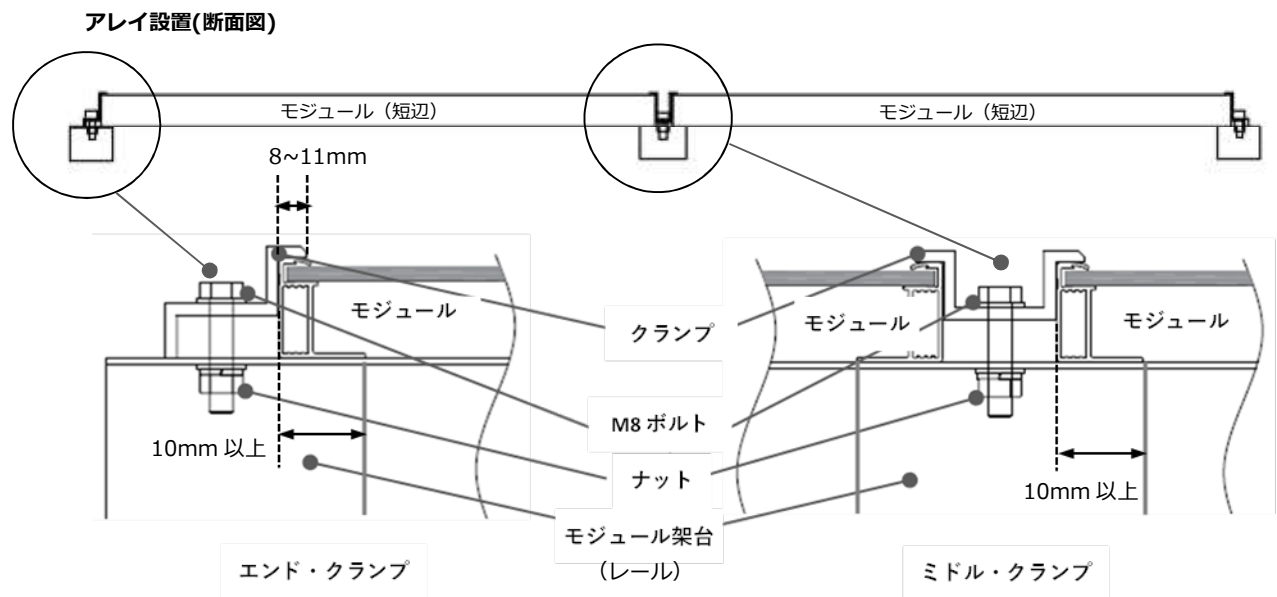 アレイ設置(断面図)
モジュール（短辺）
モジュール（短辺）
8~11mm
モジュール
クランプ
モジュール
モジュール
M8 ボルト
10mm 以上
ナット
10mm 以上
モジュール架台
（レール）
エンド・クランプ
ミドル・クランプ